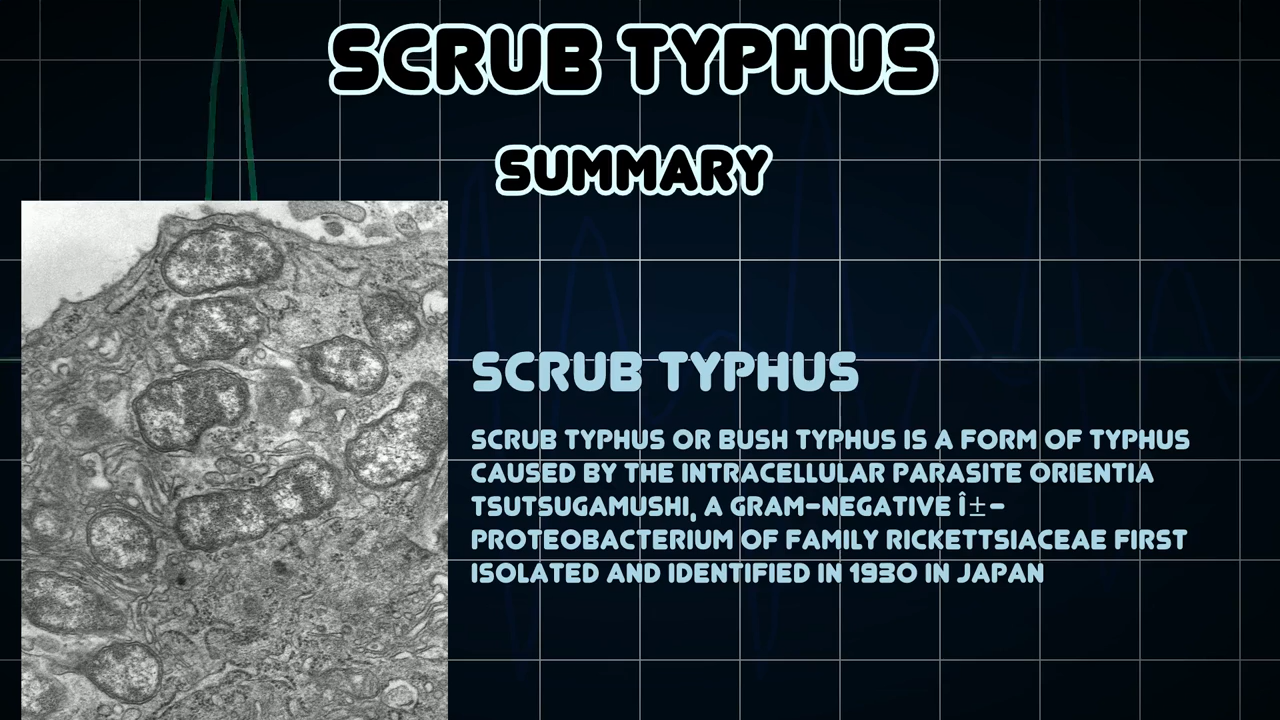 SCRUB TYPHUS
SUMMARY
SCRUB TYPHUS
SCRUB TYPHUS OR BUSH TYPHUS IS A FORM OF TYPHUS
CAUSED BY THE INTRACELLULAR PARASITE ORIENTIA
TSUTSUGAMUSHI, A GRAM-NEGATIVE Î±-
PROTEOBACTERIUM OF FAMILY RICKETTSIACEAE FIRST
ISOLATED AND IDENTIFIED IN 1930 IN JAPAN